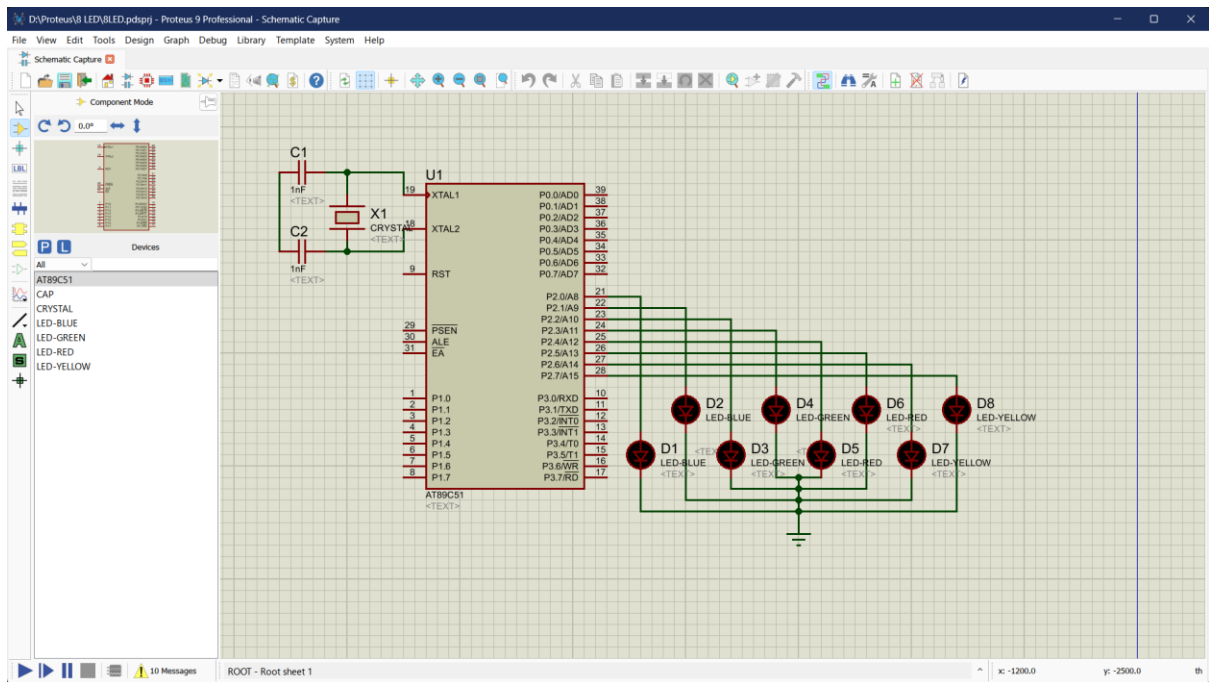 D:\Proteus\8 LED\8LED.pdsprj - Proteus 9 Professional - Schematic Capture
File View Edit Tools Design Graph Debug Library Template System Help
Schematic Capture
Component Mode
0.0°
LBL
P L Devices
All
AT89C51
CAP
CRYSTAL
LED-BLUE
LED-GREEN
LED-RED
LED-YELLOW
A
S
C1
1nF
<TEXT>
X1
CRYSTAL
<TEXT>
C2
1nF
<TEXT>
U1
19 XTAL1
18 XTAL2
9 RST
29 PSEN
30 ALE
31 EA
1 P1.0
2 P1.1
3 P1.2
4 P1.3
5 P1.4
6 P1.5
7 P1.6
8 P1.7
P0.0/AD0 39
P0.1/AD1 38
P0.2/AD2 37
P0.3/AD3 36
P0.4/AD4 35
P0.5/AD5 34
P0.6/AD6 33
P0.7/AD7 32
P2.0/A8 21
P2.1/A9 22
P2.2/A10 23
P2.3/A11 24
P2.4/A12 25
P2.5/A13 26
P2.6/A14 27
P2.7/A15 28
P3.0/RXD 10
P3.1/TXD 11
P3.2/INT0 12
P3.3/INT1 13
P3.4/T0 14
P3.5/T1 15
P3.6/WR 16
P3.7/RD 17
AT89C51
<TEXT>
D2
LED-BLUE
<TEXT>
D4
LED-GREEN
D6
LED-RED
<TEXT>
D8
LED-YELLOW
<TEXT>
D1
LED-BLUE
<TEXT>
D3
LED-GREEN
<TEXT>
D5
LED-RED
<TEXT>
D7
LED-YELLOW
<TEXT>
10 Messages
ROOT - Root sheet 1
x: -1200.0 y: -2500.0 th